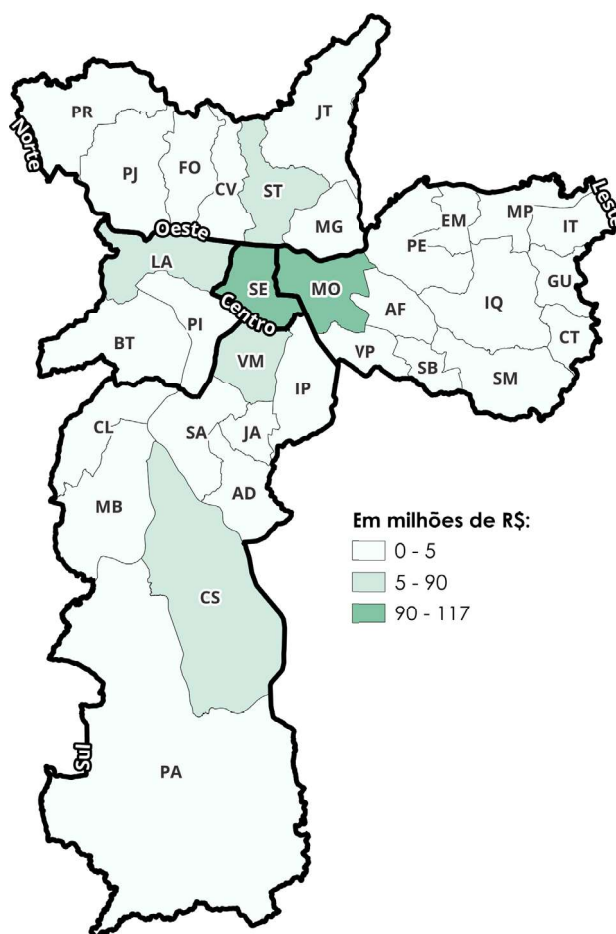 JT
PR
Norte
FO
PJ
CV
ST
Leste
MP
EM
IT
MG
Oeste
PE
LA
GU
SE
MO
IQ
AF
Centro
PI
CT
BT
VP
VM
SB
SM
IP
CL
SA
JA
AD
MB
Em milhões de R$:
0 - 5
5 - 90
90 - 117
CS
Sul
PA